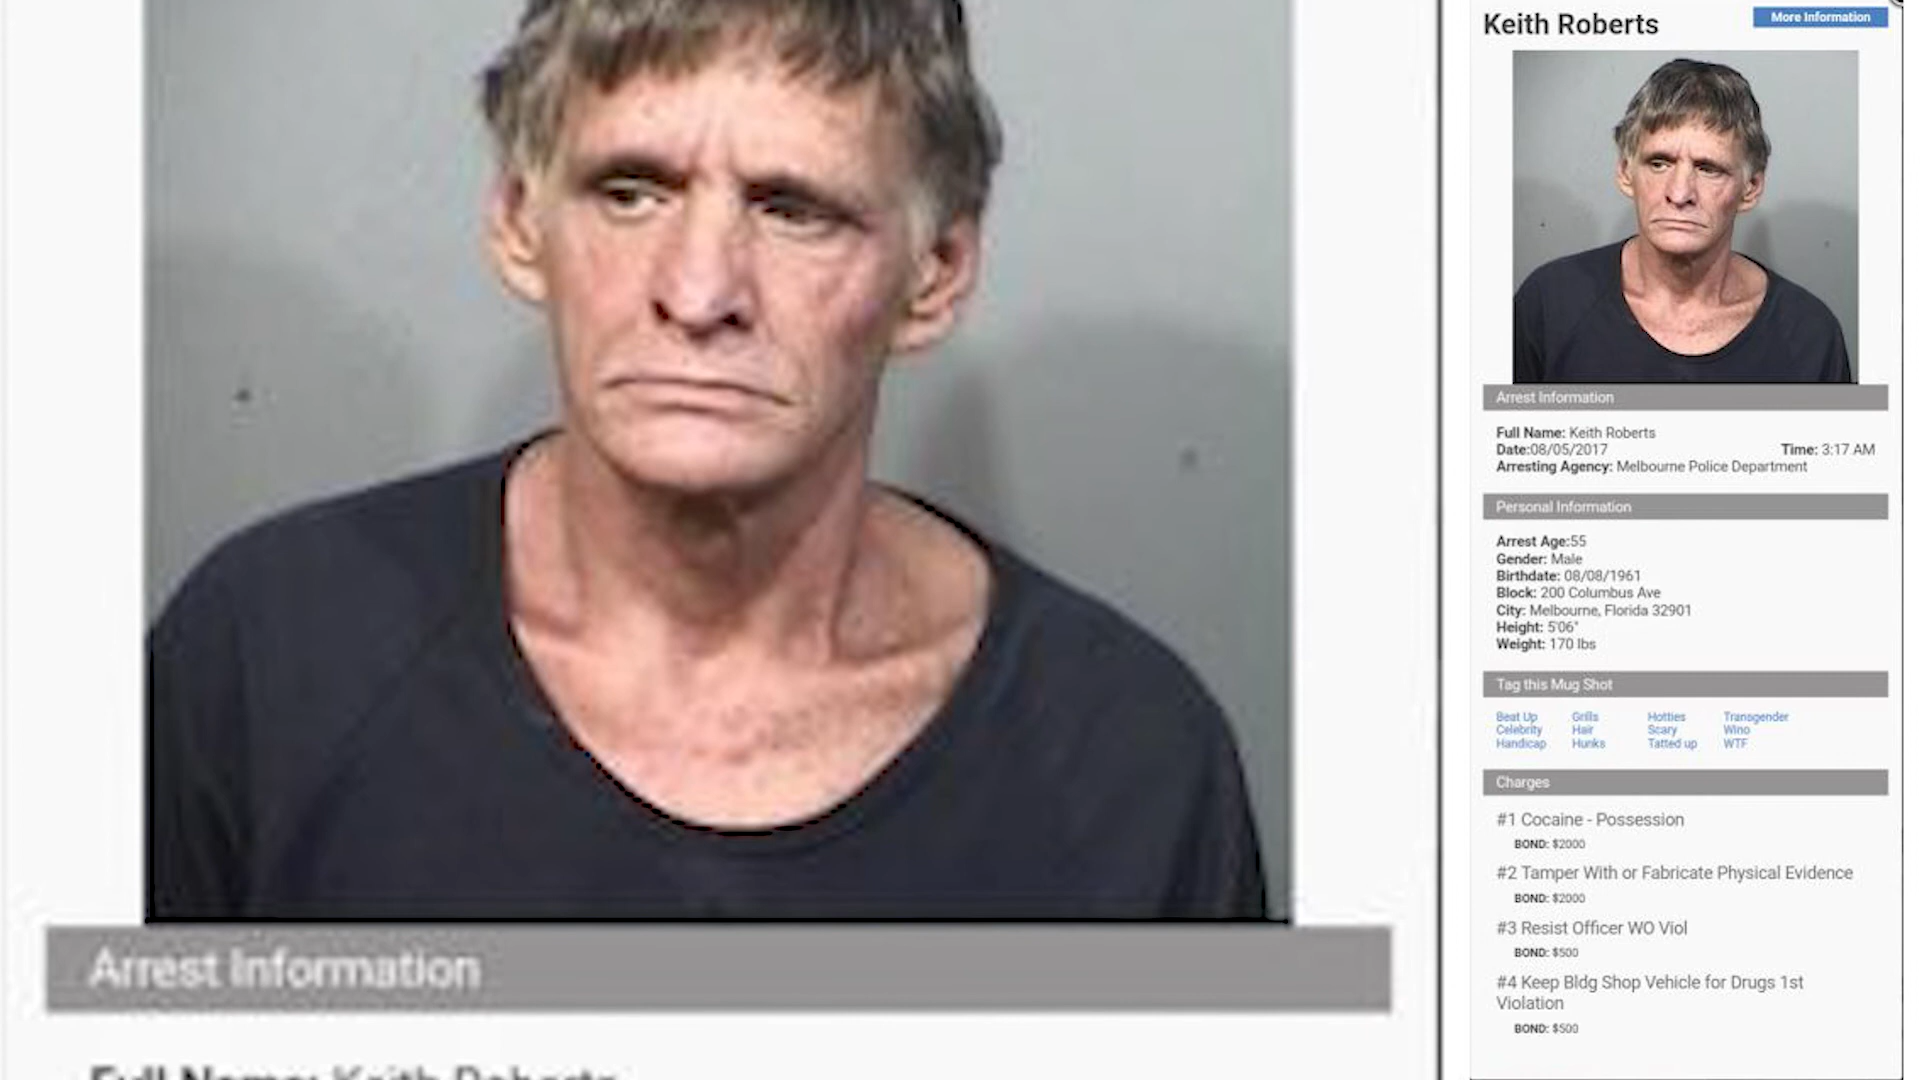 Arrest Information
Full Name: Keith Roberts
Keith Roberts
More Information
Arrest Information
Full Name: Keith Roberts
Date:08/05/2017 Time: 3:17 AM
Arresting Agency: Melbourne Police Department
Personal Information
Arrest Age:55
Gender: Male
Birthdate: 08/08/1961
Block: 200 Columbus Ave
City: Melbourne, Florida 32901
Height: 5'06"
Weight: 170 lbs
Tag this Mug Shot
Beat Up Grills Hotties Transgender
Celebrity Hair Scary Wino
Handicap Hunks Tatted up WTF
Charges
#1 Cocaine - Possession
BOND: $2000
#2 Tamper With or Fabricate Physical Evidence
BOND: $2000
#3 Resist Officer WO Viol
BOND: $500
#4 Keep Bldg Shop Vehicle for Drugs 1st
Violation
BOND: $500